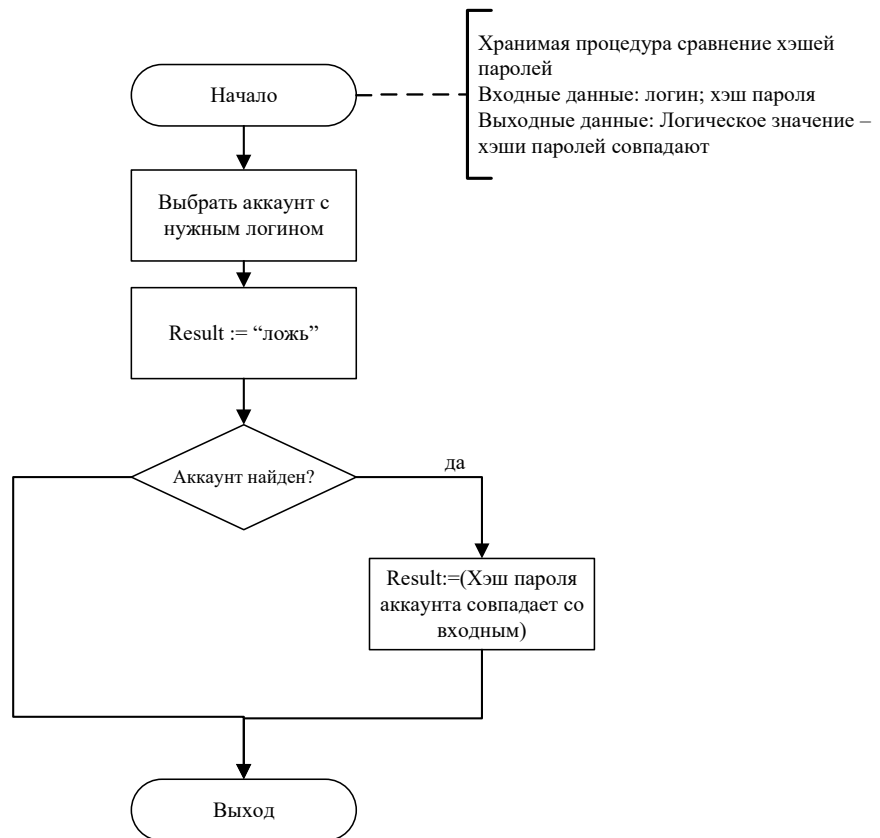 Хранимая процедура сравнение хэшей
паролей
Входные данные: логин; хэш пароля
Выходные данные: Логическое значение –
хэши паролей совпадают
Начало
Выбрать аккаунт с
нужным логином
Result := “ложь”
Аккаунт найден?
да
Result:=(Хэш пароля
аккаунта совпадает со
входным)
Выход